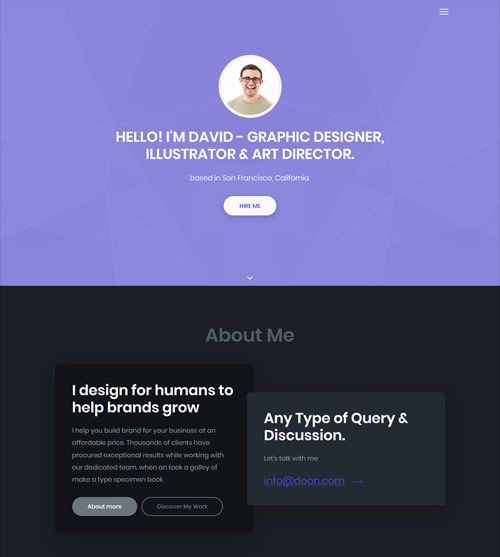 HELLO! I'M DAVID - GRAPHIC DESIGNER,
ILLUSTRATOR & ART DIRECTOR.
based in San Francisco, California.
HIRE ME
About Me
I design for humans to
help brands grow
I help you build brand for your business at an
affordable price. Thousands of clients have
procured exceptional results while working with
our dedicated team. when an took a galley of
make a type specimen book.
About more
Discover My Work
Any Type of Query &
Discussion.
Let's talk with me
info@doon.com